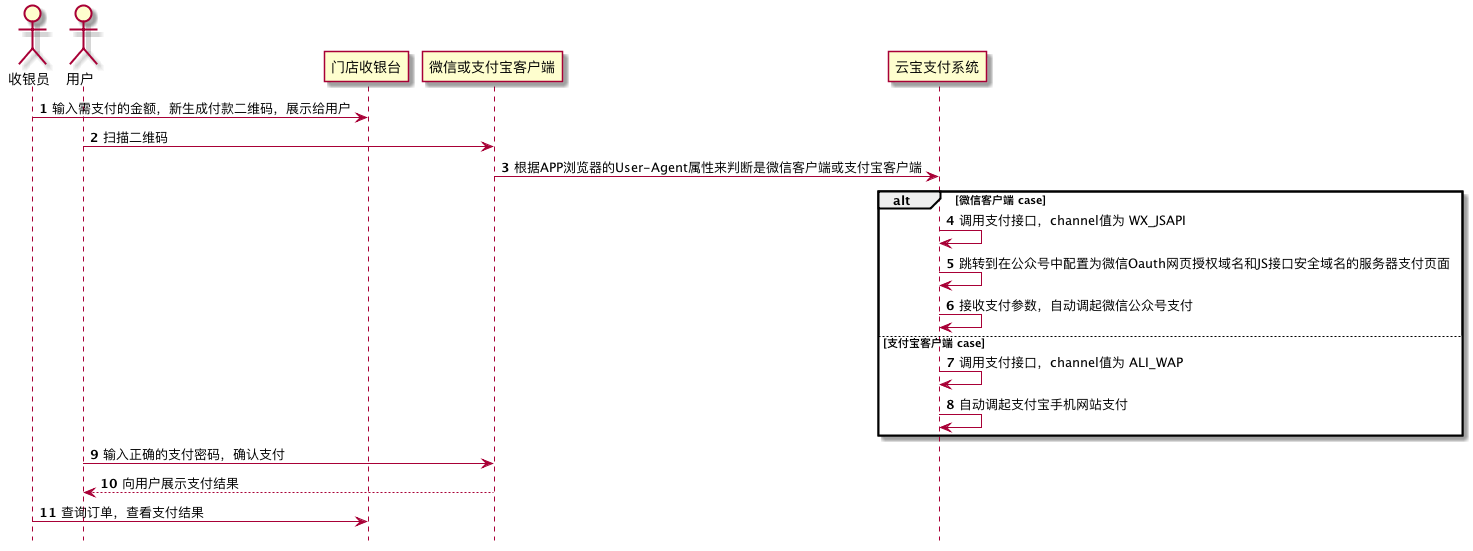 收银员
用户
门店收银台
微信或支付宝客户端
云宝支付系统
1 输入需支付的金额，新生成付款二维码，展示给用户
2 扫描二维码
3 根据APP浏览器的User-Agent属性来判断是微信客户端或支付宝客户端
alt [微信客户端 case]
4 调用支付接口，channel值为 WX_JSAPI
5 跳转到在公众号中配置为微信Oauth网页授权域名和JS接口安全域名的服务器支付页面
6 接收支付参数，自动调起微信公众号支付
[支付宝客户端 case]
7 调用支付接口，channel值为 ALI_WAP
8 自动调起支付宝手机网站支付
9 输入正确的支付密码，确认支付
10 向用户展示支付结果
11 查询订单，查看支付结果